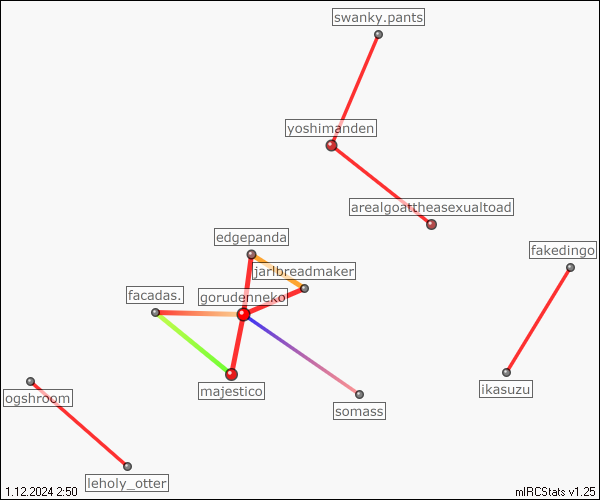 swanky.pants
yoshimanden
arealgoattheasexualtoad
edgepanda
fakedingo
jarlbreadmaker
facadas.
gorudenneko
majestico
ikasuzu
ogshroom
somass
leholy_otter
1.12.2024 2:50
mIRCStats v1.25